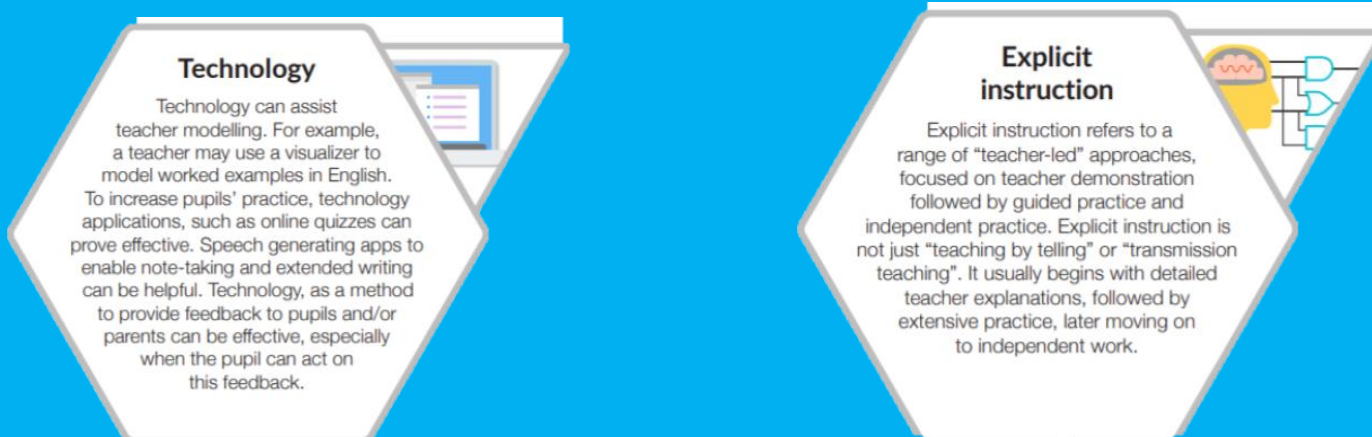 Technology
Technology can assist
teacher modelling. For example,
a teacher may use a visualizer to
model worked examples in English.
To increase pupils' practice, technology
applications, such as online quizzes can
prove effective. Speech generating apps to
enable note-taking and extended writing
can be helpful. Technology, as a method
to provide feedback to pupils and/or
parents can be effective, especially
when the pupil can act on
this feedback.
Explicit
instruction
Explicit instruction refers to a
range of “teacher-led” approaches,
focused on teacher demonstration
followed by guided practice and
independent practice. Explicit instruction is
not just “teaching by telling” or “transmission
teaching”. It usually begins with detailed
teacher explanations, followed by
extensive practice, later moving on
to independent work.